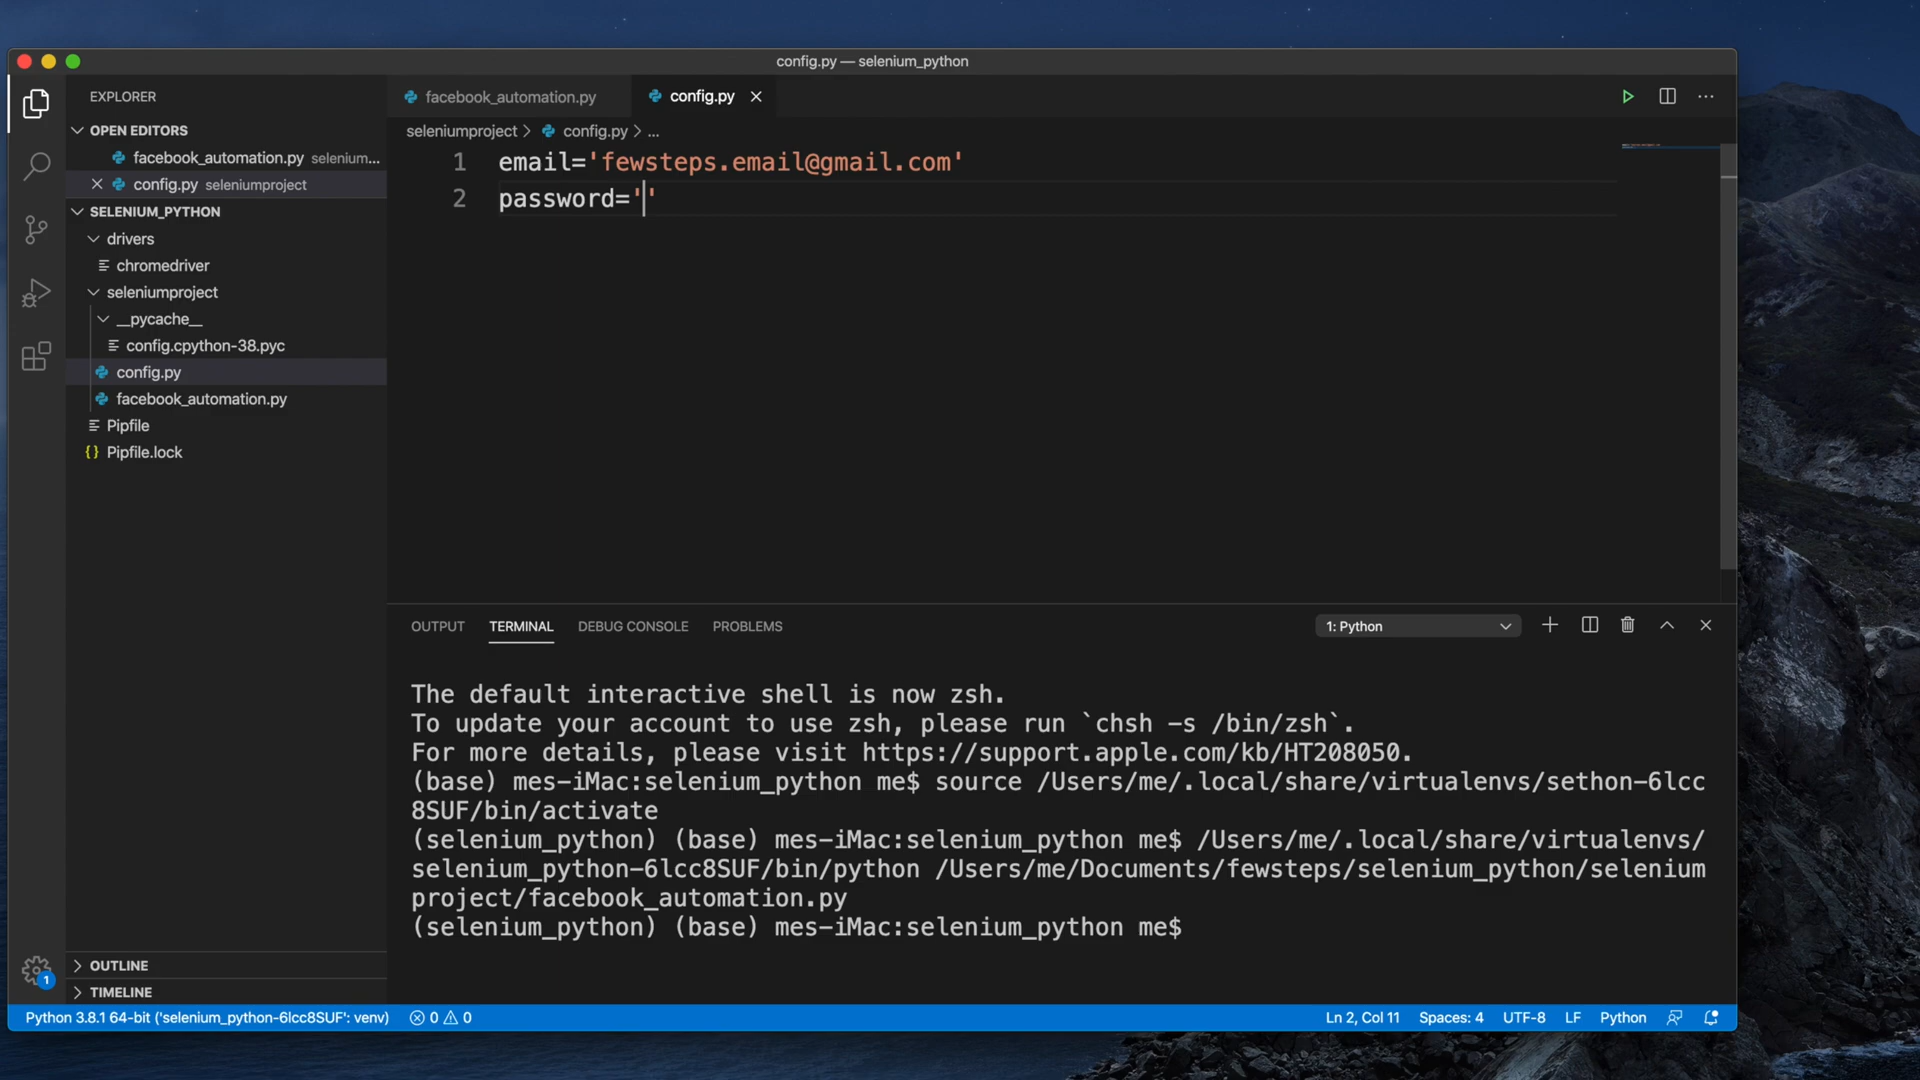 config.py — selenium_python
EXPLORER
OPEN EDITORS
facebook_automation.py selenium...
config.py seleniumproject
SELENIUM_PYTHON
drivers
chromedriver
seleniumproject
__pycache__
config.cpython-38.pyc
config.py
facebook_automation.py
Pipfile
{} Pipfile.lock
OUTLINE
TIMELINE
1
facebook_automation.py
config.py
seleniumproject > config.py > ...
1 email='fewsteps.email@gmail.com'
2 password=''
OUTPUT TERMINAL DEBUG CONSOLE PROBLEMS
1: Python
The default interactive shell is now zsh.
To update your account to use zsh, please run `chsh -s /bin/zsh`.
For more details, please visit https://support.apple.com/kb/HT208050.
(base) mes-iMac:selenium_python me$ source /Users/me/.local/share/virtualenvs/sethon-6lcc
8SUF/bin/activate
(selenium_python) (base) mes-iMac:selenium_python me$ /Users/me/.local/share/virtualenvs/
selenium_python-6lcc8SUF/bin/python /Users/me/Documents/fewsteps/selenium_python/selenium
project/facebook_automation.py
(selenium_python) (base) mes-iMac:selenium_python me$
Python 3.8.1 64-bit ('selenium_python-6lcc8SUF': venv) 0 0
Ln 2, Col 11 Spaces: 4 UTF-8 LF Python